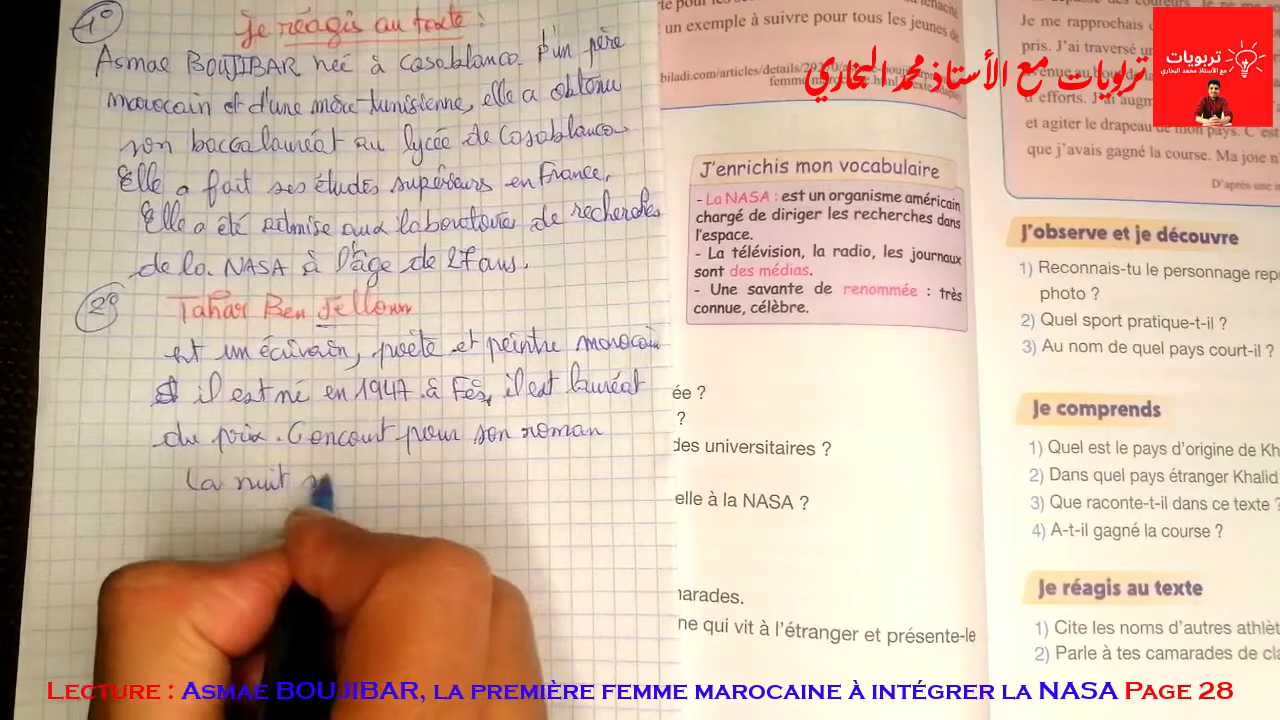 1°
Je réagis au texte :
Asmae BOUJIBAR née à Casablanca d'un père
marocain et d'une mère tunisienne, elle a obtenu
son baccalauréat au lycée de Casablanca
Elle a fait ses études supérieurs en France,
Elle a été admise aux laboratoires de recherches
de la NASA à l'âge de 27 ans.
2°
Tahar Ben Jelloun
est un écrivain, poète et peintre marocain
il est né en 1947 à Fès, il est lauréat
du prix Goncourt pour son roman
la nuit
un exemple à suivre pour tous les jeunes de
biladi.com/articles/details/
J'enrichis mon vocabulaire
- La NASA : est un organisme américain
chargé de diriger les recherches dans
l'espace.
- La télévision, la radio, les journaux
sont des médias.
- Une savante de renommée : très
connue, célèbre.
ée ?
?
des universitaires ?
elle à la NASA ?
marades.
ne qui vit à l'étranger et présente-le
Je me rapprochais
pris. J'ai traversé
d'efforts. J'ai augm
et agiter le drapeau de mon pays. C'est
que j'avais gagné la course. Ma joie n'
D'après une
J'observe et je découvre
1) Reconnais-tu le personnage rep
photo ?
2) Quel sport pratique-t-il ?
3) Au nom de quel pays court-il ?
Je comprends
1) Quel est le pays d'origine de Kh
2) Dans quel pays étranger Khalid
3) Que raconte-t-il dans ce texte ?
4) A-t-il gagné la course ?
Je réagis au texte
1) Cite les noms d'autres athlèt
2) Parle à tes camarades de cla
تربويات مع الأستاذ محمد البخاري
تربويات
مع الأستاذ محمد البخاري
Lecture : Asmae BOUJIBAR, la première femme marocaine à intégrer la NASA Page 28